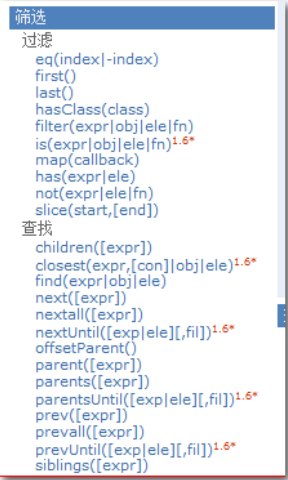 筛选
过滤
eq(index|-index)
first()
last()
hasClass(class)
filter(expr|obj|ele|fn)
is(expr|obj|ele|fn)1.6*
map(callback)
has(expr|ele)
not(expr|ele|fn)
slice(start,[end])
查找
children([expr])
closest(expr,[con]|obj|ele)1.6*
find(expr|obj|ele)
next([expr])
nextall([expr])
nextUntil([exp|ele][,fil])1.6*
offsetParent()
parent([expr])
parents([expr])
parentsUntil([exp|ele][,fil])1.6*
prev([expr])
prevall([expr])
prevUntil([exp|ele][,fil])1.6*
siblings([expr])